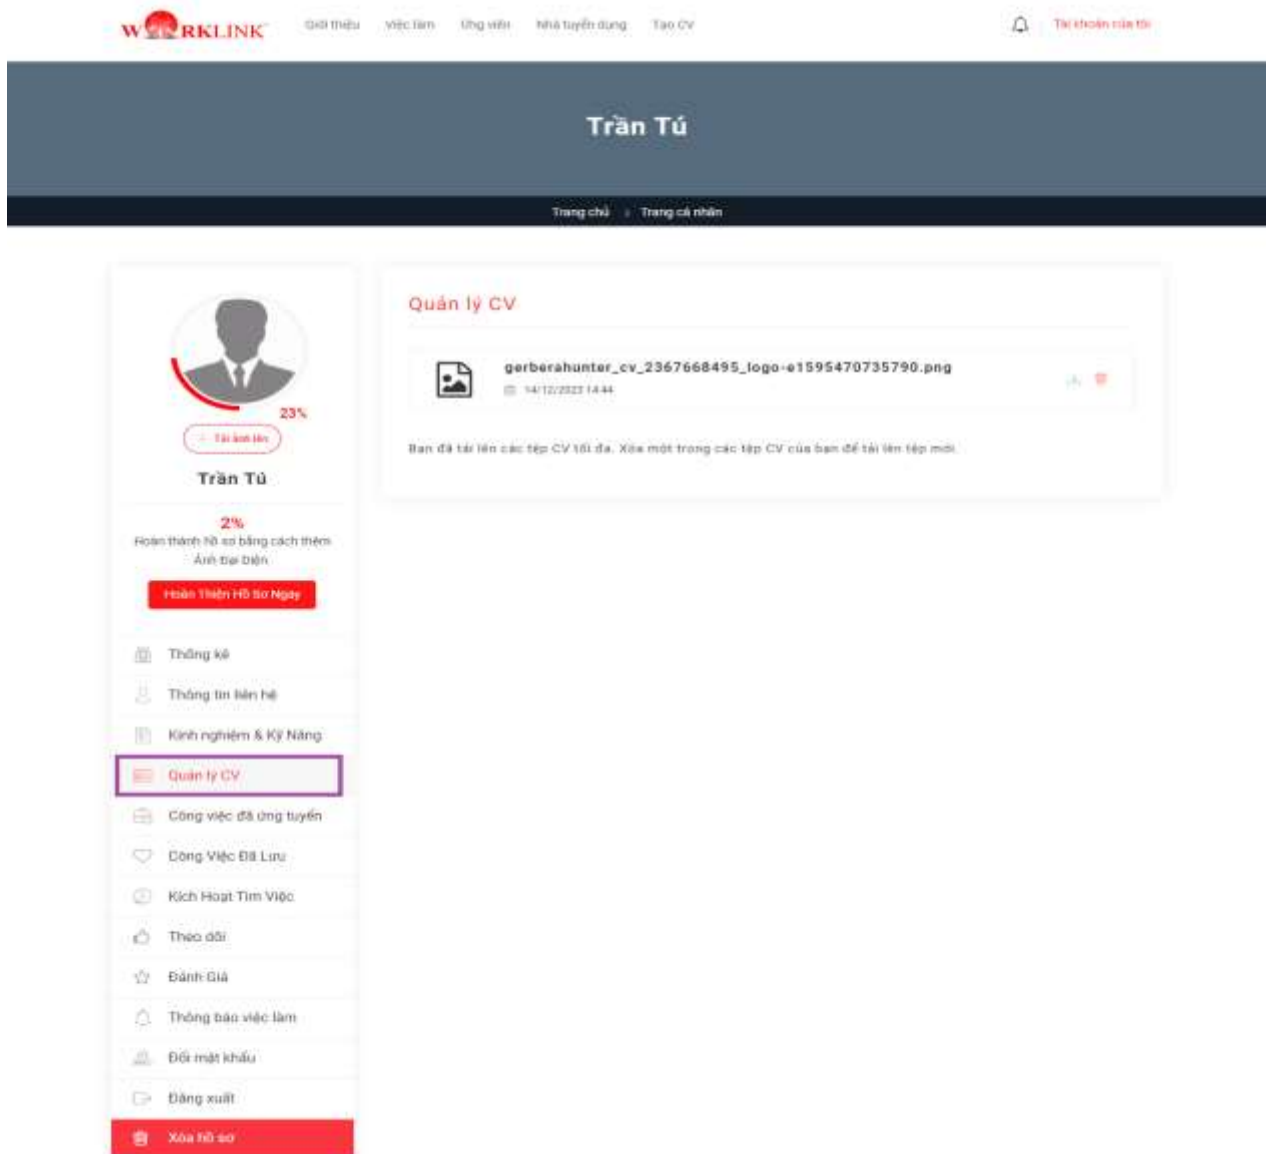 WORKLINK
Giới thiệu Việc làm Ứng viên Nhà tuyển dụng Tạo CV Tài khoản của tôi
Trần Tú
Trang chủ Trang cá nhân
23%
Tải ảnh lên
Trần Tú
2%
Hoàn thành hồ sơ bằng cách thêm
Ảnh Đại Diện
Hoàn Thiện Hồ Sơ Ngay
Thống kê
Thông tin liên hệ
Kinh nghiệm & Kỹ Năng
Quản lý CV
Công việc đã ứng tuyển
Công Việc Đã Lưu
Kích Hoạt Tìm Việc
Theo dõi
Đánh Giá
Thông báo việc làm
Đổi mật khẩu
Đăng xuất
Xóa hồ sơ
Quản lý CV
gerberahunter_cv_2367668495_logo-e1595470735790.png
14/12/2023 14:44
Bạn đã tải lên các tệp CV tối đa. Xóa một trong các tệp CV của bạn để tải lên tệp mới.